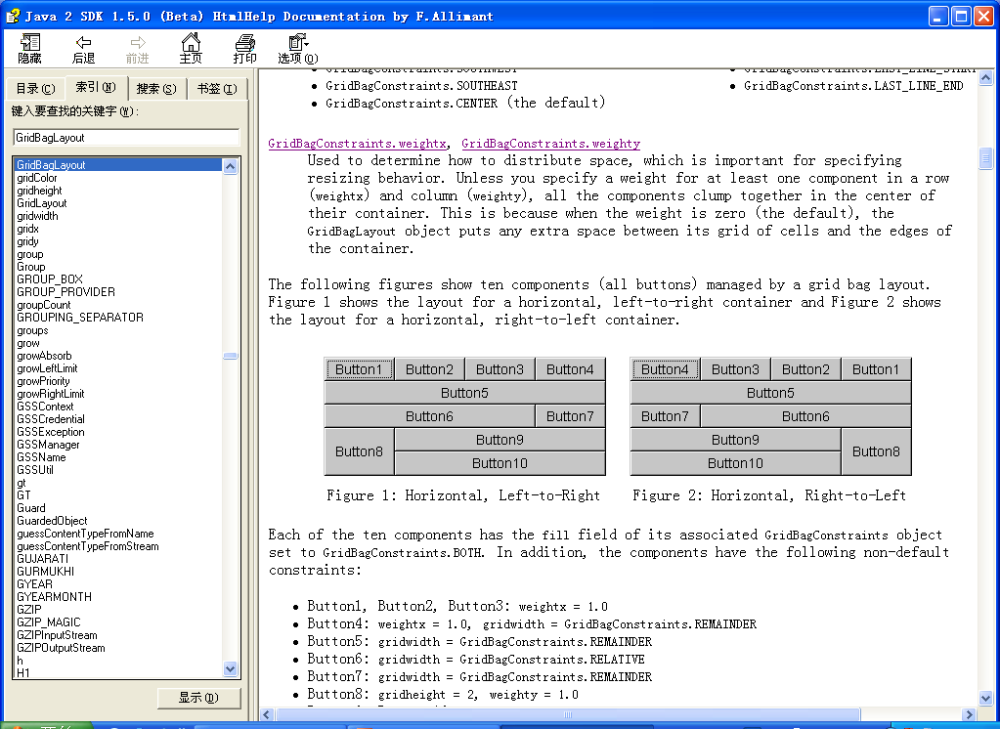 Java 2 SDK 1.5.0 (Beta) HtmlHelp Documentation by F.Allimant
隐藏 后退 前进 主页 打印 选项(O)
目录(C) 索引(N) 搜索(S) 书签(I)
键入要查找的关键字(W):
GridBagLayout
GridBagLayout
gridColor
gridheight
GridLayout
gridwidth
gridx
gridy
group
Group
GROUP_BOX
GROUP_PROVIDER
groupCount
GROUPING_SEPARATOR
groups
grow
growAbsorb
growLeftLimit
growPriority
growRightLimit
GSSContext
GSSCredential
GSSException
GSSManager
GSSName
GSSUtil
gt
GT
Guard
GuardedObject
guessContentTypeFromName
guessContentTypeFromStream
GUJARATI
GURMUKHI
GYEAR
GYEARMONTH
GZIP
GZIP_MAGIC
GZIPInputStream
GZIPOutputStream
h
H1
显示(D)
• GridBagConstraints.SOUTHWEST • GridBagConstraints.LAST_LINE_START
• GridBagConstraints.SOUTHEAST • GridBagConstraints.LAST_LINE_END
• GridBagConstraints.CENTER (the default)
GridBagConstraints.weightx, GridBagConstraints.weighty
Used to determine how to distribute space, which is important for specifying
resizing behavior. Unless you specify a weight for at least one component in a row
(weightx) and column (weighty), all the components clump together in the center of
their container. This is because when the weight is zero (the default), the
GridBagLayout object puts any extra space between its grid of cells and the edges of
the container.
The following figures show ten components (all buttons) managed by a grid bag layout.
Figure 1 shows the layout for a horizontal, left-to-right container and Figure 2 shows
the layout for a horizontal, right-to-left container.
Button1 Button2 Button3 Button4
Button5
Button6 Button7
Button8 Button9
Button10
Figure 1: Horizontal, Left-to-Right
Button4 Button3 Button2 Button1
Button5
Button7 Button6
Button9 Button8
Button10
Figure 2: Horizontal, Right-to-Left
Each of the ten components has the fill field of its associated GridBagConstraints object
set to GridBagConstraints.BOTH. In addition, the components have the following non-default
constraints:
• Button1, Button2, Button3: weightx = 1.0
• Button4: weightx = 1.0, gridwidth = GridBagConstraints.REMAINDER
• Button5: gridwidth = GridBagConstraints.REMAINDER
• Button6: gridwidth = GridBagConstraints.RELATIVE
• Button7: gridwidth = GridBagConstraints.REMAINDER
• Button8: gridheight = 2, weighty = 1.0